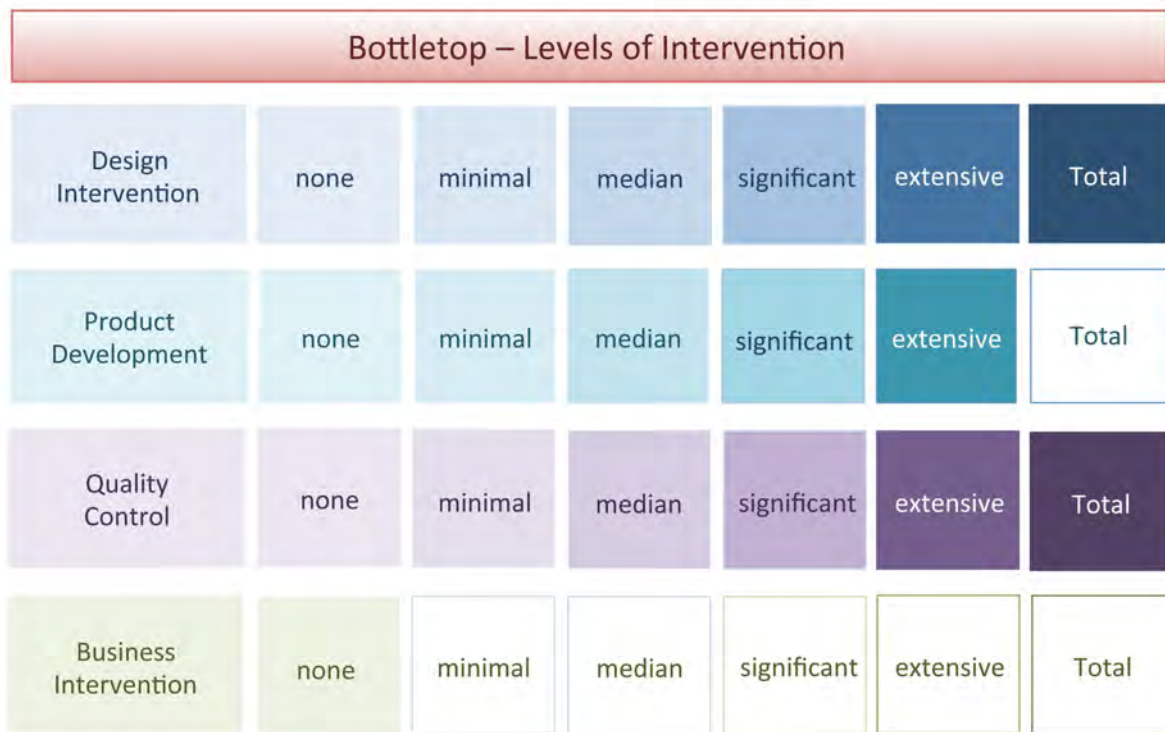 Bottletop – Levels of Intervention
Design
Intervention
none
minimal
median
significant
extensive
Total
Product
Development
none
minimal
median
significant
extensive
Total
Quality
Control
none
minimal
median
significant
extensive
Total
Business
Intervention
none
minimal
median
significant
extensive
Total